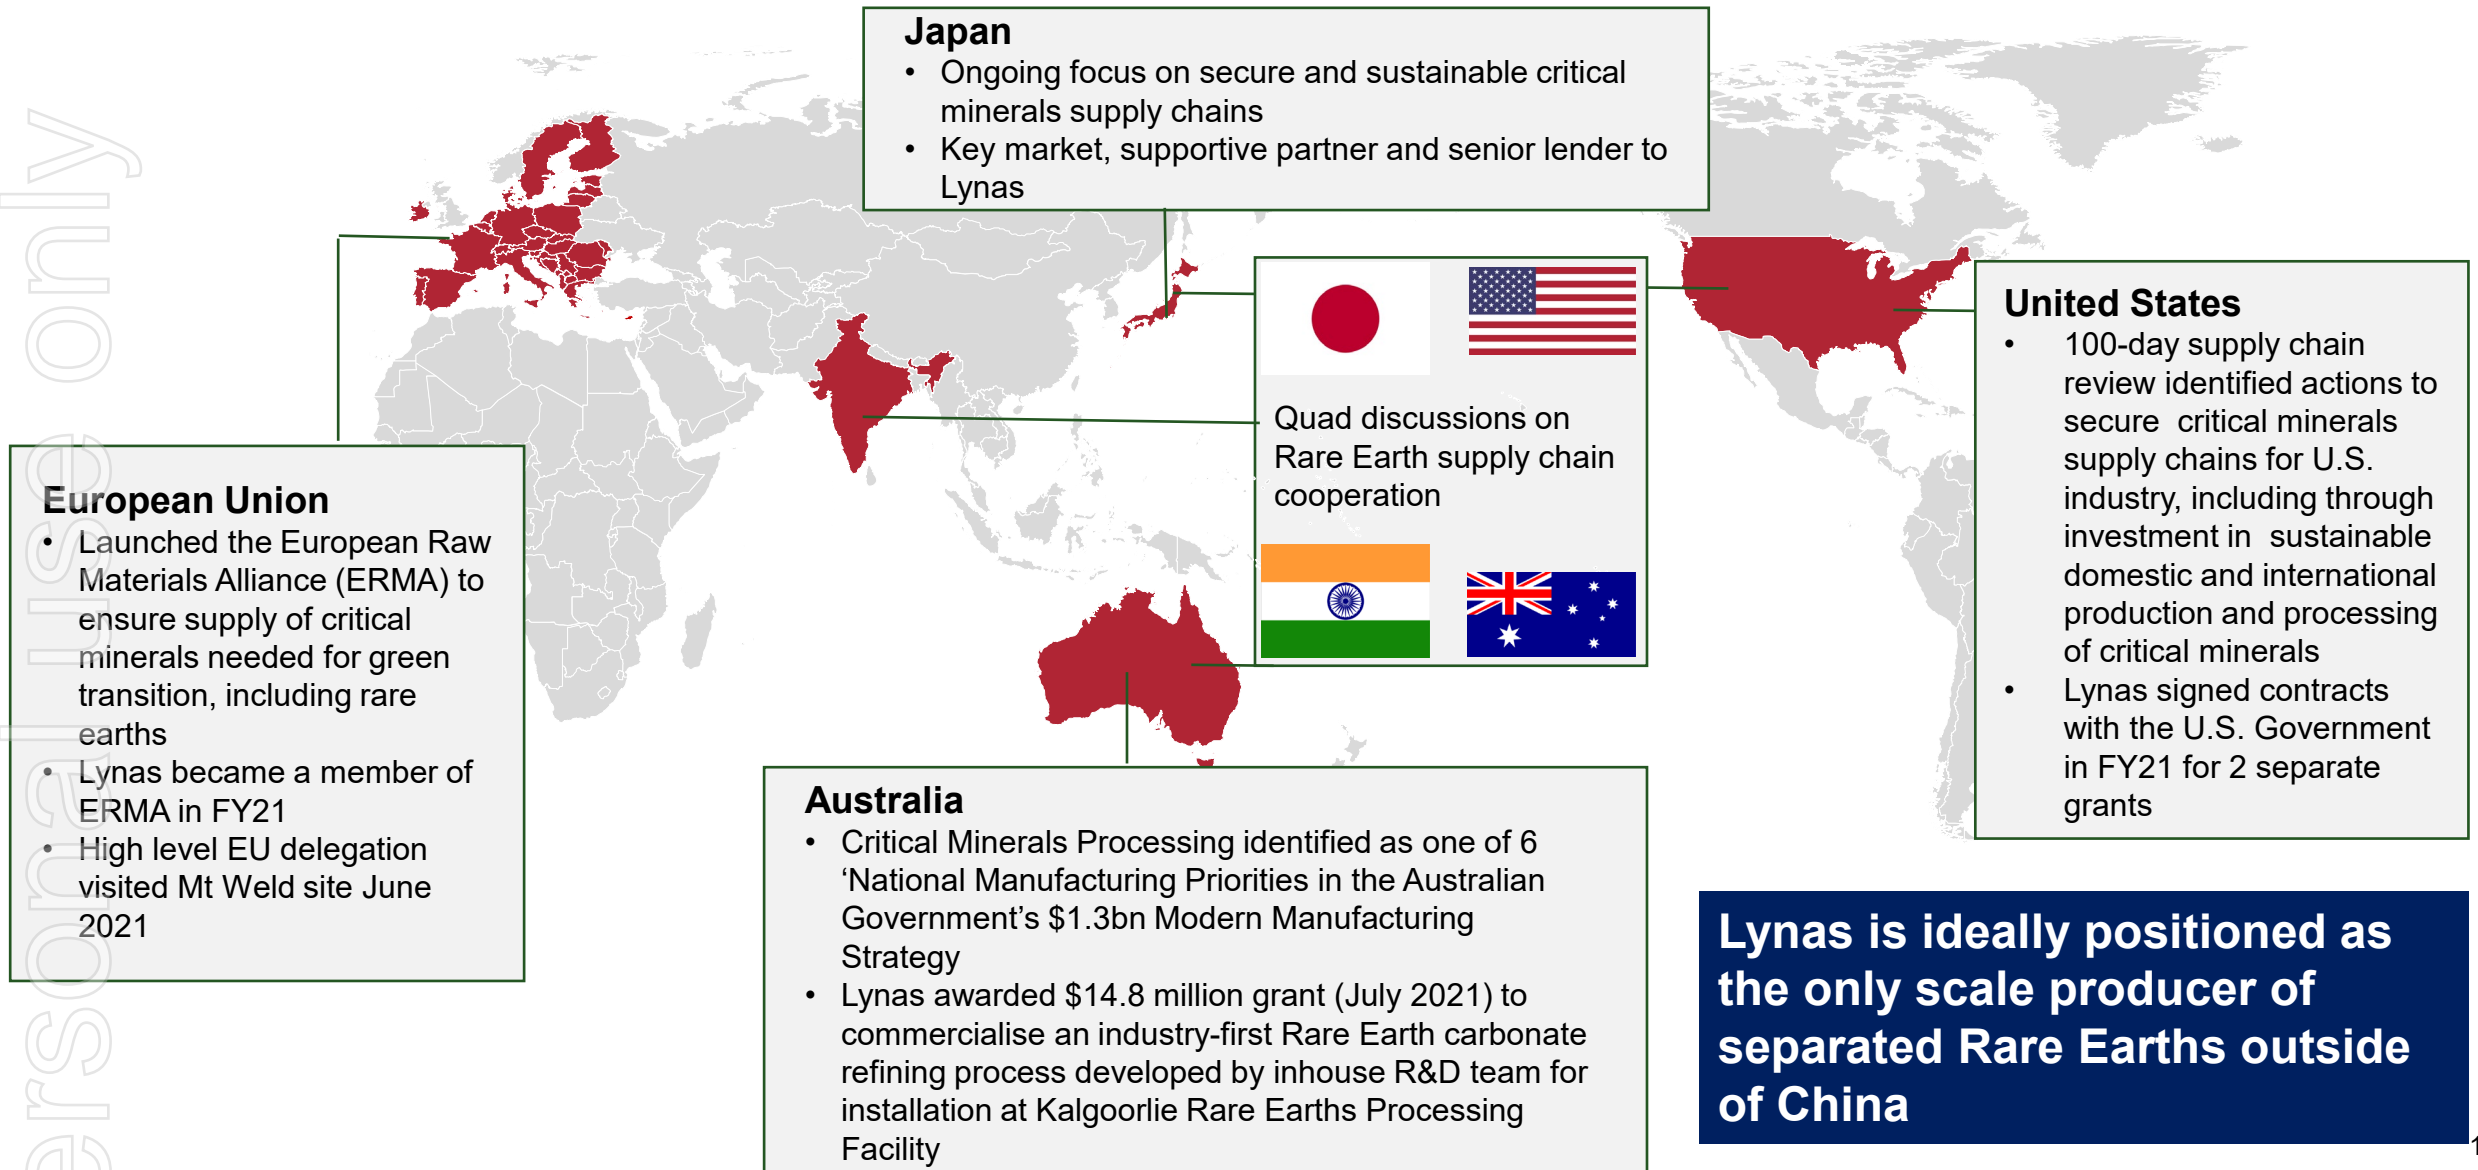 Japan
• Ongoing focus on secure and sustainable critical
minerals supply chains
• Key market, supportive partner and senior lender to
Lynas
Quad discussions on
Rare Earth supply chain
cooperation
United States
• 100-day supply chain
review identified actions to
secure critical minerals
supply chains for U.S.
industry, including through
investment in sustainable
domestic and international
production and processing
of critical minerals
• Lynas signed contracts
with the U.S. Government
in FY21 for 2 separate
grants
European Union
• Launched the European Raw
Materials Alliance (ERMA) to
ensure supply of critical
minerals needed for green
transition, including rare
earths
• Lynas became a member of
ERMA in FY21
• High level EU delegation
visited Mt Weld site June
2021
Australia
• Critical Minerals Processing identified as one of 6
‘National Manufacturing Priorities in the Australian
Government’s $1.3bn Modern Manufacturing
Strategy
• Lynas awarded $14.8 million grant (July 2021) to
commercialise an industry-first Rare Earth carbonate
refining process developed by inhouse R&D team for
installation at Kalgoorlie Rare Earths Processing
Facility
Lynas is ideally positioned as
the only scale producer of
separated Rare Earths outside
of China
ersonal use only